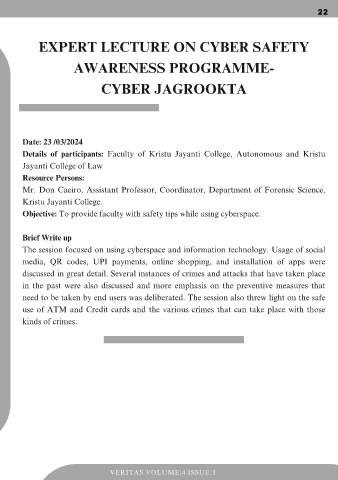 22
EXPERT LECTURE ON CYBER SAFETY
AWARENESS PROGRAMME-
CYBER JAGROOKTA
Date: 23 /03/2024
Details of participants: Faculty of Kristu Jayanti College, Autonomous and Kristu
Jayanti College of Law
Resource Persons:
Mr. Don Caeiro, Assistant Professor, Coordinator, Department of Forensic Science,
Kristu Jayanti College.
Objective: To provide faculty with safety tips while using cyberspace.
Brief Write up
The session focused on using cyberspace and information technology. Usage of social
media, QR codes, UPI payments, online shopping, and installation of apps were
discussed in great detail. Several instances of crimes and attacks that have taken place
in the past were also discussed and more emphasis on the preventive measures that
need to be taken by end users was deliberated. The session also threw light on the safe
use of ATM and Credit cards and the various crimes that can take place with those
kinds of crimes.
VERITAS VOLUME:4 ISSUE:1